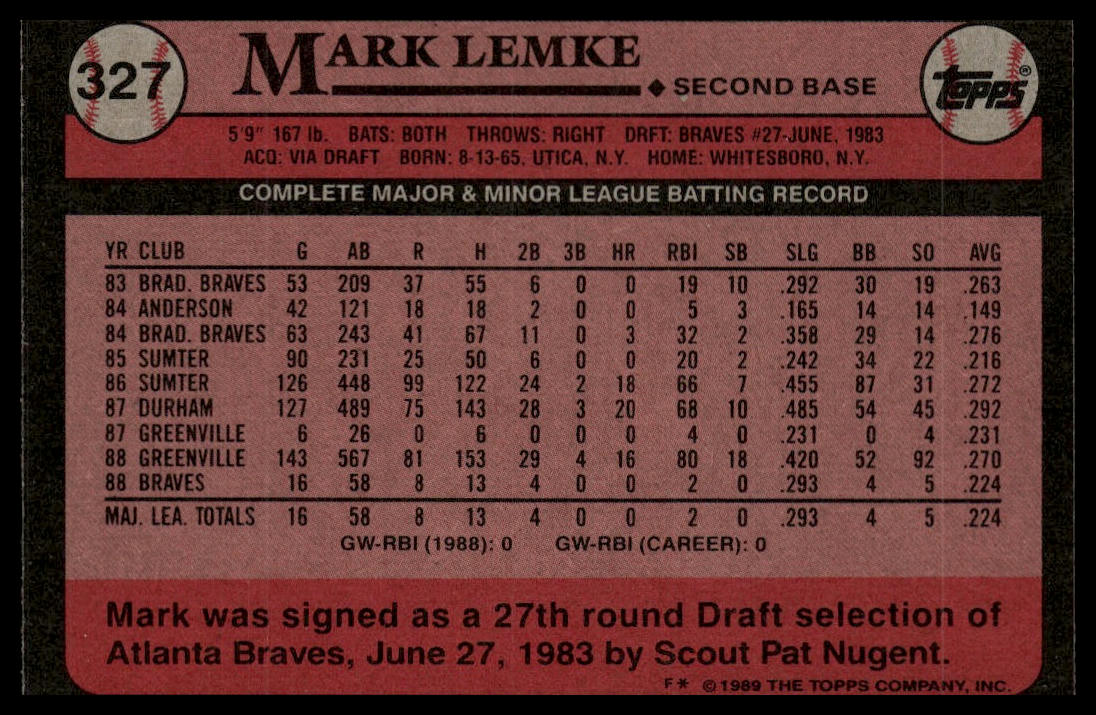 327
MARK LEMKE
◆ SECOND BASE
TOPPS®
5'9" 167 lb. BATS: BOTH THROWS: RIGHT DRFT: BRAVES #27-JUNE, 1983
ACQ: VIA DRAFT BORN: 8-13-65, UTICA, N.Y. HOME: WHITESBORO, N.Y.
COMPLETE MAJOR & MINOR LEAGUE BATTING RECORD
YR CLUB G AB R H 2B 3B HR RBI SB SLG BB SO AVG
83 BRAD. BRAVES 53 209 37 55 6 0 0 19 10 .292 30 19 .263
84 ANDERSON 42 121 18 18 2 0 0 5 3 .165 14 14 .149
84 BRAD. BRAVES 63 243 41 67 11 0 3 32 2 .358 29 14 .276
85 SUMTER 90 231 25 50 6 0 0 20 2 .242 34 22 .216
86 SUMTER 126 448 99 122 24 2 18 66 7 .455 87 31 .272
87 DURHAM 127 489 75 143 28 3 20 68 10 .485 54 45 .292
87 GREENVILLE 6 26 0 6 0 0 0 4 0 .231 0 4 .231
88 GREENVILLE 143 567 81 153 29 4 16 80 18 .420 52 92 .270
88 BRAVES 16 58 8 13 4 0 0 2 0 .293 4 5 .224
MAJ. LEA. TOTALS 16 58 8 13 4 0 0 2 0 .293 4 5 .224
GW-RBI (1988): 0 GW-RBI (CAREER): 0
Mark was signed as a 27th round Draft selection of
Atlanta Braves, June 27, 1983 by Scout Pat Nugent.
F* © 1989 THE TOPPS COMPANY, INC.